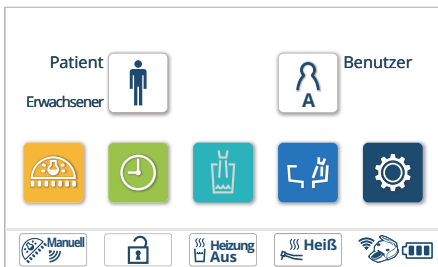 Patient
Benutzer
Erwachsener
A
Manuell
Heizung
Aus
Heiß